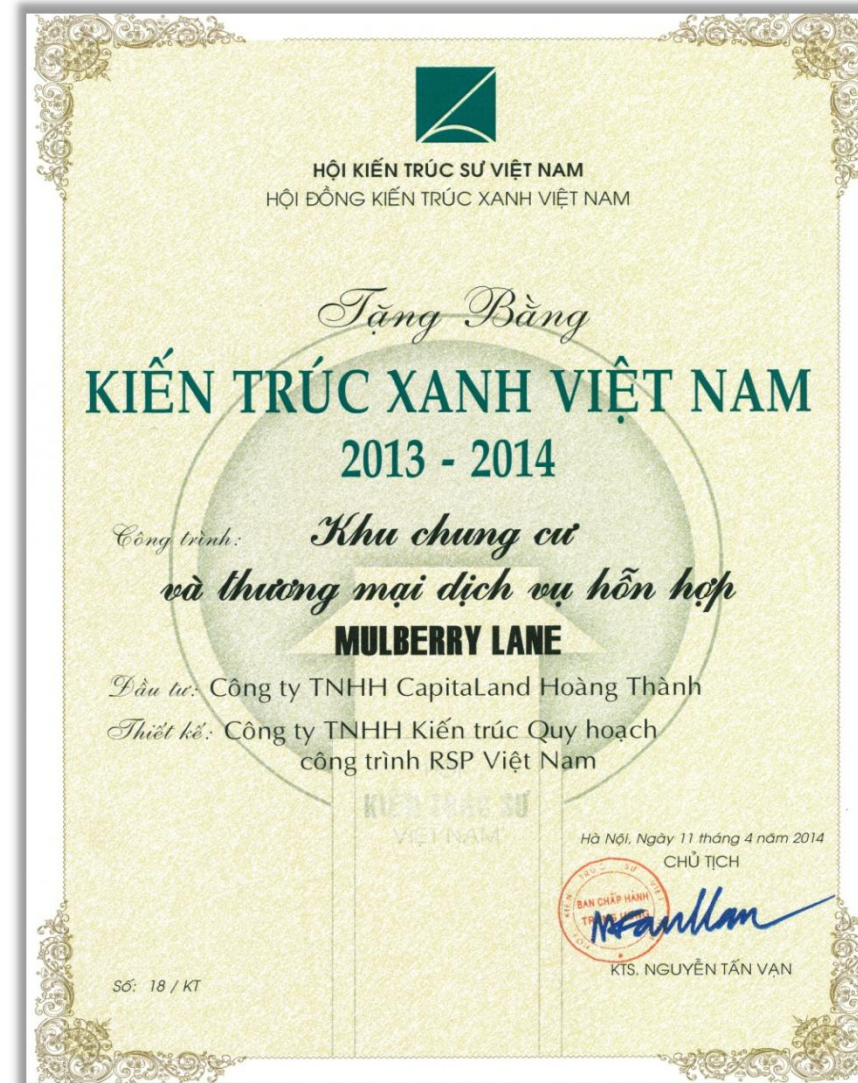 HỘI KIẾN TRÚC SƯ VIỆT NAM
HỘI ĐỒNG KIẾN TRÚC XANH VIỆT NAM
Tặng Bằng
KIẾN TRÚC XANH VIỆT NAM
2013 - 2014
Công trình: Khu chung cư
và thương mại dịch vụ hỗn hợp
MULBERRY LANE
Đầu tư: Công ty TNHH CapitaLand Hoàng Thành
Thiết kế: Công ty TNHH Kiến trúc Quy hoạch
công trình RSP Việt Nam
KIẾN TRÚC SƯ
VIỆT NAM
Hà Nội, Ngày 11 tháng 4 năm 2014
CHỦ TỊCH
BAN CHẤP HÀNH
KTS. NGUYỄN TẤN VẠN
Số: 18 / KT